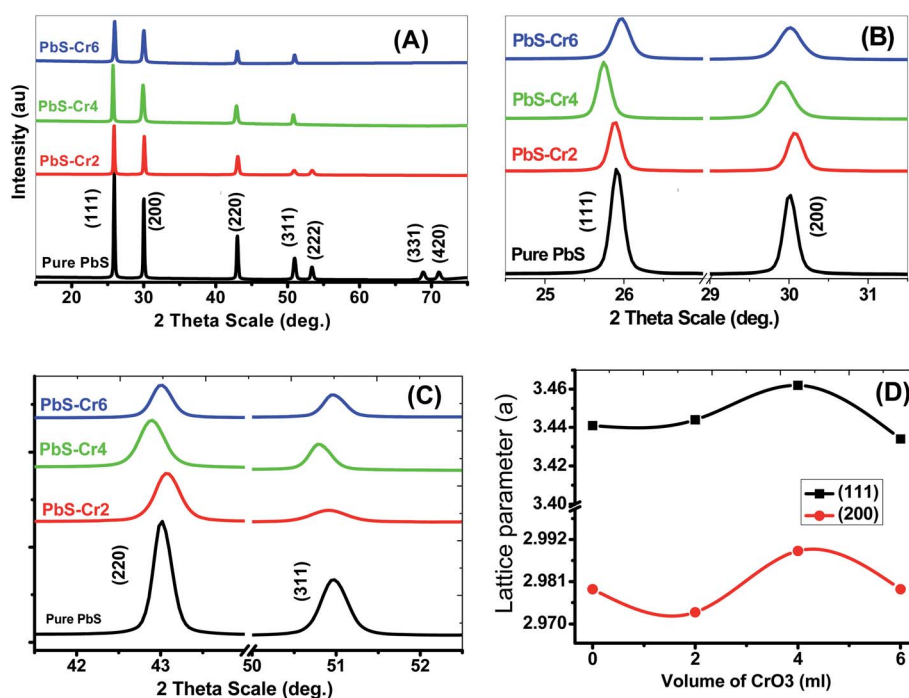 (A)
PbS-Cr6
PbS-Cr4
PbS-Cr2
Pure PbS
(111)
(200)
(220)
(311)
(222)
(331)
(420)
Intensity (au)
20 30 40 50 60 70
2 Theta Scale (deg.)
(B)
PbS-Cr6
PbS-Cr4
PbS-Cr2
Pure PbS
(111)
(200)
25 26 29 30 31
2 Theta Scale (deg.)
(C)
PbS-Cr6
PbS-Cr4
PbS-Cr2
Pure PbS
(220)
(311)
42 43 50 51 52
2 Theta Scale (deg.)
(D)
3.46
3.44
3.42
3.40
2.992
2.981
2.970
Lattice parameter (a)
(111)
(200)
0 2 4 6
Volume of CrO3 (ml)